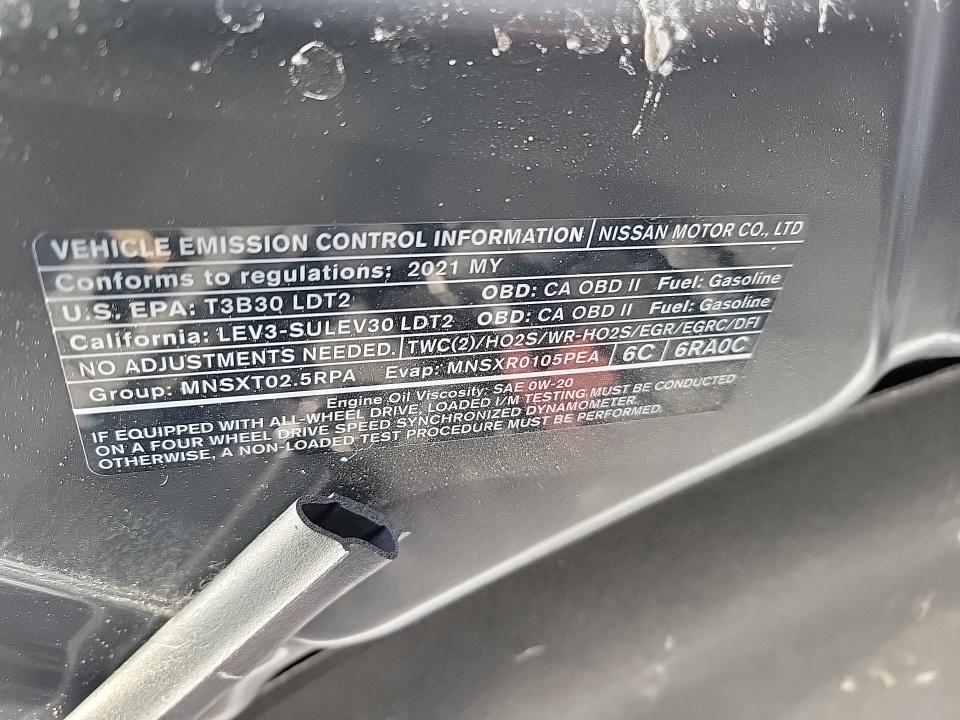 VEHICLE EMISSION CONTROL INFORMATION NISSAN MOTOR CO., LTD
Conforms to regulations: 2021 MY
U.S. EPA: T3B30 LDT2 OBD: CA OBD II Fuel: Gasoline
California: LEV3-SULEV30 LDT2 OBD: CA OBD II Fuel: Gasoline
NO ADJUSTMENTS NEEDED. TWC(2)/HO2S/WR-HO2S/EGR/EGRC/DFI
Group: MNSXT02.5RPA Evap: MNSXR0105PEA 6C 6RA0C
Engine Oil Viscosity: SAE 0W-20
IF EQUIPPED WITH ALL-WHEEL DRIVE, LOADED I/M TESTING MUST BE CONDUCTED
ON A FOUR WHEEL DRIVE SPEED SYNCHRONIZED DYNAMOMETER.
OTHERWISE, A NON-LOADED TEST PROCEDURE MUST BE PERFORMED.